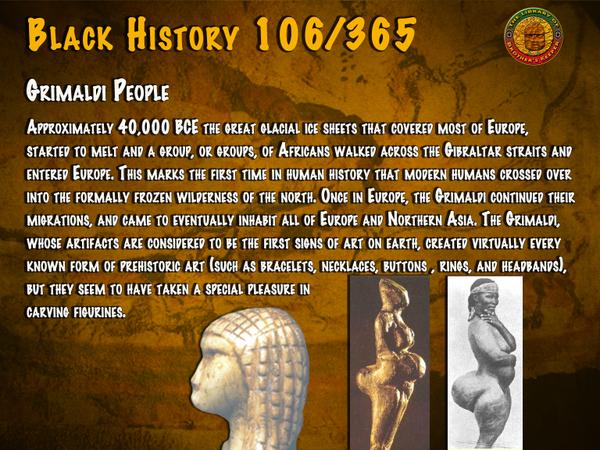 Black History 106/365
THE LIBRARY OF
BROTHER'S KEEPER
Grimaldi People
Approximately 40,000 BCE the great glacial ice sheets that covered most of Europe,
started to melt and a group, or groups, of Africans walked across the Gibraltar straits and
entered Europe. This marks the first time in human history that modern humans crossed over
into the formally frozen wilderness of the north. Once in Europe, the Grimaldi continued their
migrations, and came to eventually inhabit all of Europe and Northern Asia. The Grimaldi,
whose artifacts are considered to be the first signs of art on earth, created virtually every
known form of prehistoric art (such as bracelets, necklaces, buttons , rings, and headbands),
but they seem to have taken a special pleasure in
carving figurines.